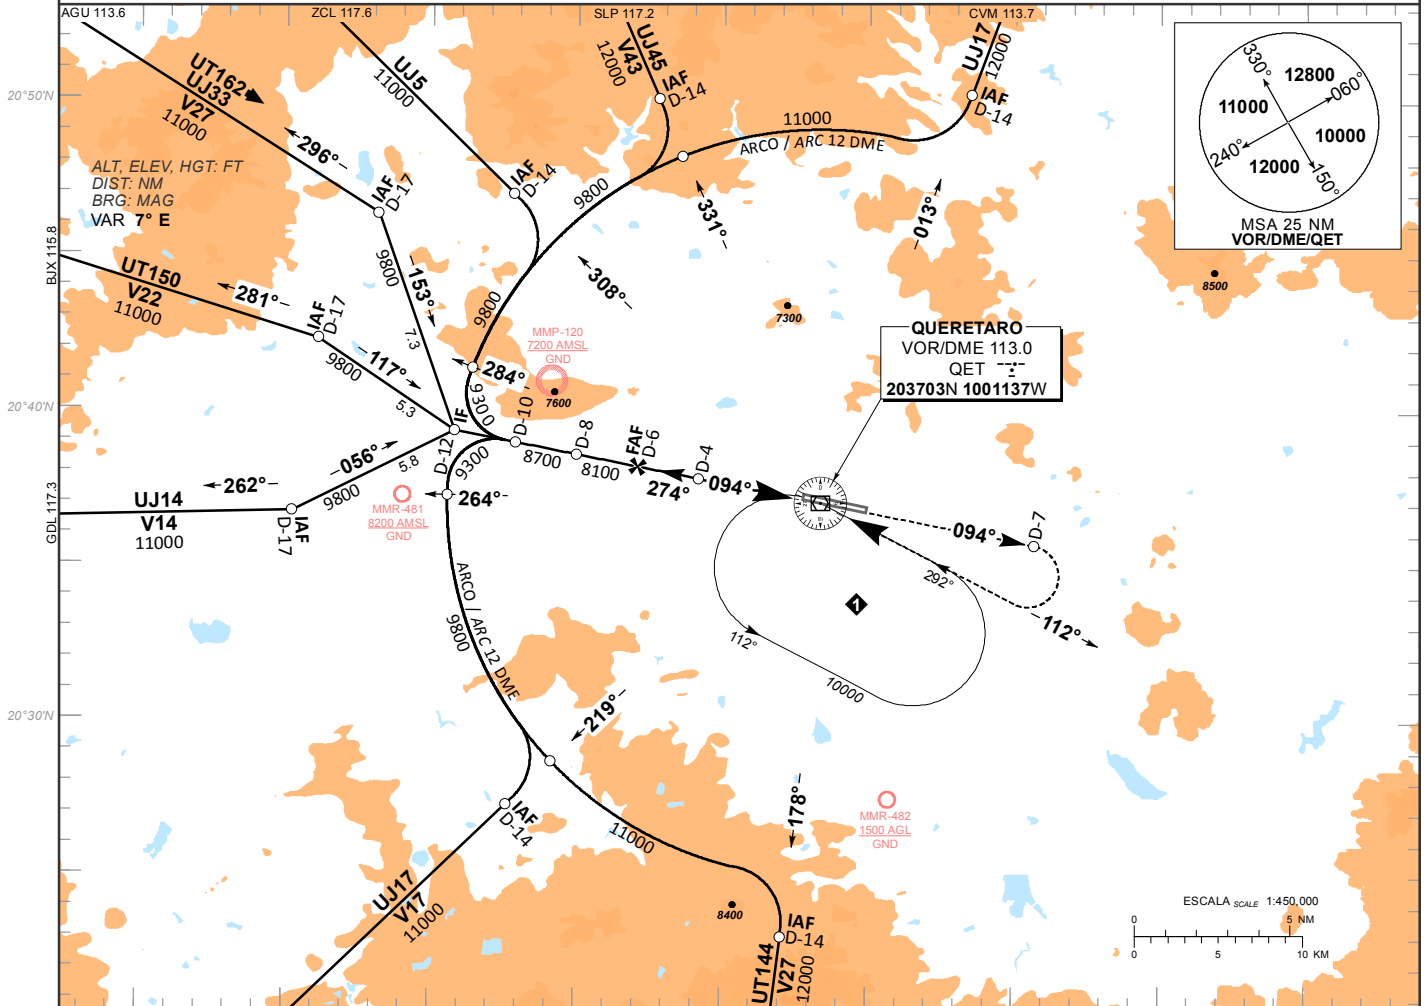 AGU 113.6
ZCL 117.6
SLP 117.2
CVM 113.7
UT162
UJ33
V27
11000
UJ5
11000
UJ45
V43
12000
IAF
D-14
UJ17
12000
IAF
D-14
330°
12800
060°
11000
10000
240°
12000
150°
MSA 25 NM
VOR/DME/QET
20°50'N
11000
ARCO / ARC 12 DME
296°
ALT, ELEV, HGT: FT
DIST: NM
BRG: MAG
VAR 7° E
IAF
D-17
IAF
D-14
9800
331°
013°
BJX 115.8
UT150
V22
11000
281°
IAF
D-17
9800
153°
7.3
308°
9800
8500
7300
QUERETARO
VOR/DME 113.0
QET
203703N 1001137W
MMP-120
7200 AMSL
GND
7600
117°
9800
5.3
284°
9300
20°40'N
IF
D-12
D-10
8700
D-8
8100
FAF
D-6
D-4
274°
094°
056°
5.8
9800
9300
262°
264°
GDL 117.3
UJ14
V14
11000
IAF
D-17
MMR-481
8200 AMSL
GND
094°
D-7
292°
112°
1
112°
10000
ARCO / ARC 12 DME
9800
20°30'N
219°
178°
IAF
D-14
11000
MMR-482
1500 AGL
GND
UJ17
V17
11000
8400
IAF
D-14
UT144
V27
12000
ESCALA SCALE 1:450,000
0 5 NM
0 5 10 KM